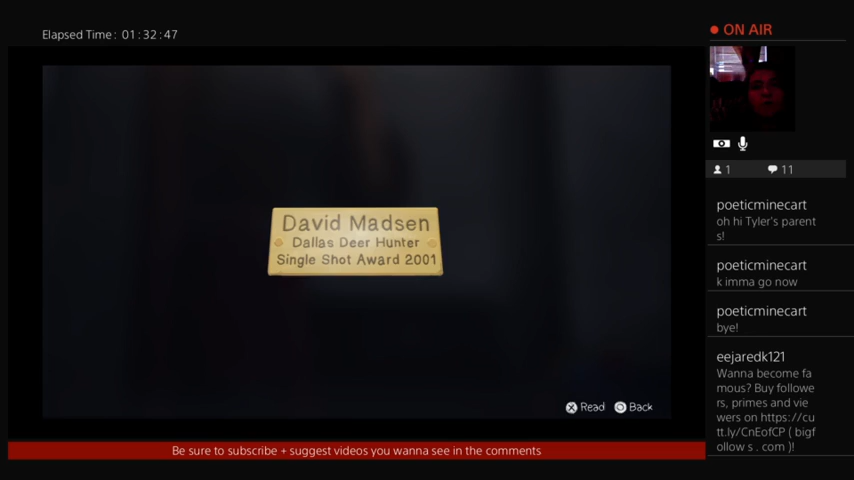 Elapsed Time: 01:32:47
ON AIR
1
11
David Madsen
Dallas Deer Hunter
Single Shot Award 2001
Read
Back
poeticminecart
oh hi Tyler's parent
s!
poeticminecart
k imma go now
poeticminecart
bye!
eejaredk121
Wanna become fa
mous? Buy followe
rs, primes and vie
wers on https://cu
tt.ly/CnEofCP ( bigf
ollow s . com )!
Be sure to subscribe + suggest videos you wanna see in the comments